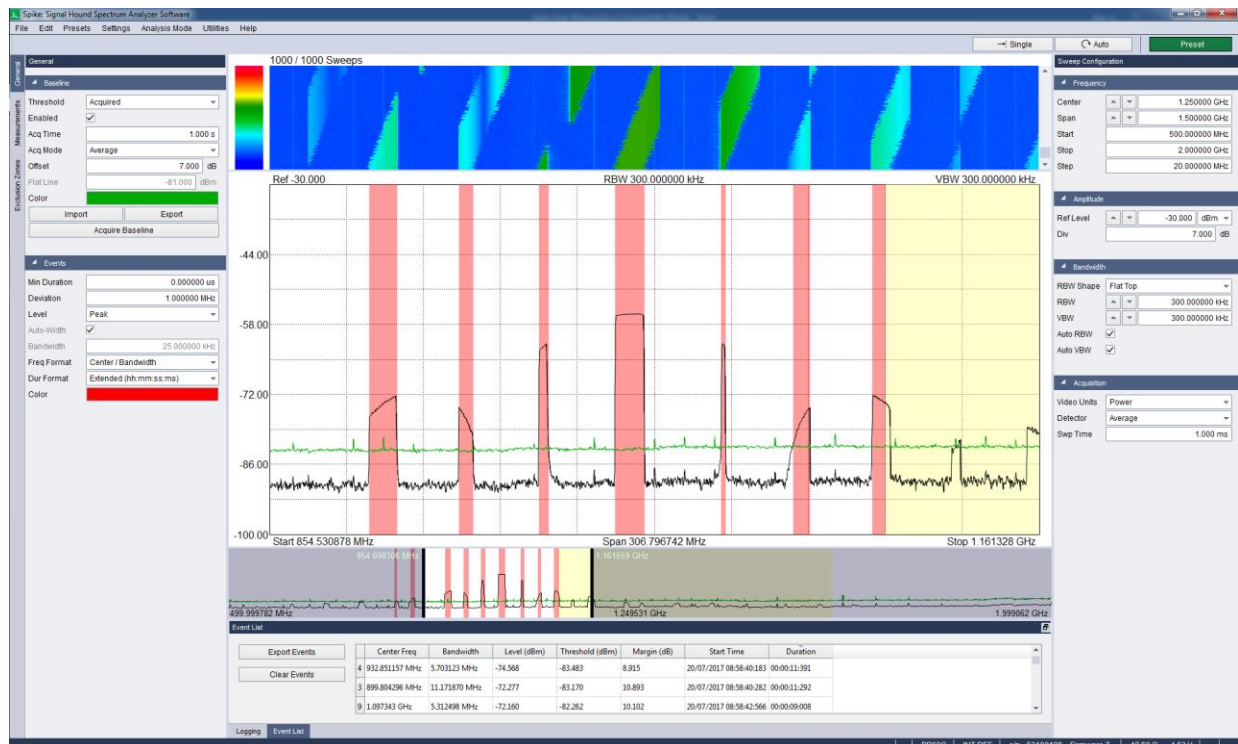 Spike: Signal Hound Spectrum Analyzer Software
File Edit Presets Settings Analysis Mode Utilities Help
Single Auto Preset
General
Measurements
Exclusion Zones
General
Baseline
Threshold Acquired
Enabled
Acq Time 1.000 s
Acq Mode Average
Offset 7.000 dB
Flat Line -81.000 dBm
Color
Import Export
Acquire Baseline
Events
Min Duration 0.000000 us
Deviation 1.000000 MHz
Level Peak
Auto-Width
Bandwidth 25.000000 kHz
Freq Format Center / Bandwidth
Dur Format Extended (hh:mm:ss:ms)
Color
1000 / 1000 Sweeps
Ref -30.000 RBW 300.000000 kHz VBW 300.000000 kHz
-44.00
-58.00
-72.00
-86.00
-100.00
Start 854.530878 MHz Span 306.796742 MHz Stop 1.161328 GHz
854.698306 MHz 1.161559 GHz
499.999782 MHz 1.249531 GHz 1.999062 GHz
Event List
Export Events
Clear Events
Center Freq Bandwidth Level (dBm) Threshold (dBm) Margin (dB) Start Time Duration
4 932.851157 MHz 5.703123 MHz -74.568 -83.483 8.915 20/07/2017 08:58:40:183 00:00:11:391
3 899.804296 MHz 11.171870 MHz -72.277 -83.170 10.893 20/07/2017 08:58:40:282 00:00:11:292
9 1.097343 GHz 5.312498 MHz -72.160 -82.262 10.102 20/07/2017 08:58:42:566 00:00:09:008
Logging Event List
Sweep Configuration
Frequency
Center 1.250000 GHz
Span 1.500000 GHz
Start 500.000000 MHz
Stop 2.000000 GHz
Step 20.000000 MHz
Amplitude
Ref Level -30.000 dBm
Div 7.000 dB
Bandwidth
RBW Shape Flat Top
RBW 300.000000 kHz
VBW 300.000000 kHz
Auto RBW
Auto VBW
Acquisition
Video Units Power
Detector Average
Swp Time 1.000 ms